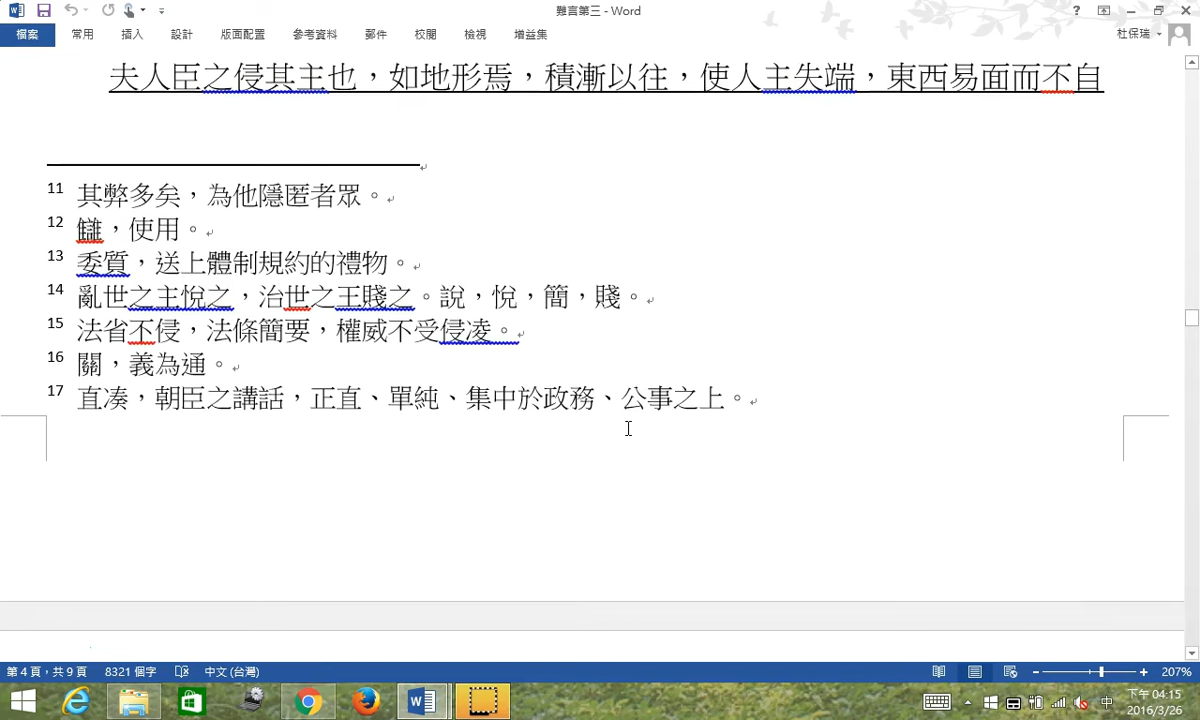 難言第三 - Word
?
檔案 常用 插入 設計 版面配置 參考資料 郵件 校閱 檢視 增益集 杜保瑞
夫人臣之侵其主也，如地形焉，積漸以往，使人主失端，東西易面而不自
11 其弊多矣，為他隱匿者眾。
12 讎，使用。
13 委質，送上體制規約的禮物。
14 亂世之主悅之，治世之王賤之。說，悅，簡，賤。
15 法省不侵，法條簡要，權威不受侵凌。
16 關，義為通。
17 直凑，朝臣之講話，正直、單純、集中於政務、公事之上。
第 4 頁，共 9 頁 8321 個字 中文 (台灣) 207%
中 下午 04:15
2016/3/26